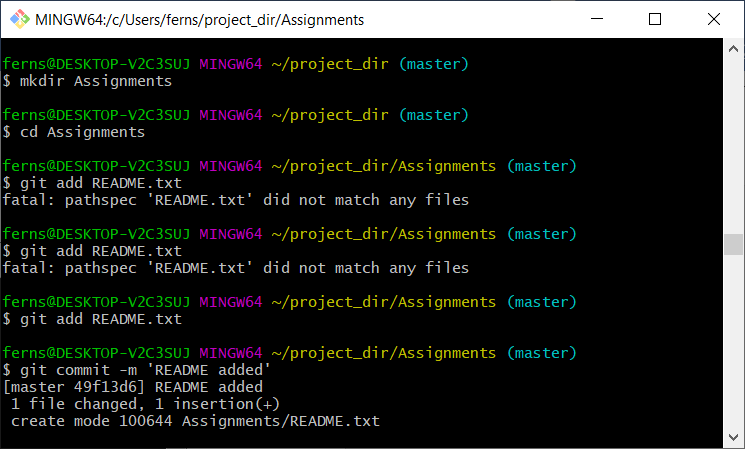 MINGW64:/c/Users/ferns/project_dir/Assignments
ferns@DESKTOP-V2C3SUJ MINGW64 ~/project_dir (master)
$ mkdir Assignments
ferns@DESKTOP-V2C3SUJ MINGW64 ~/project_dir (master)
$ cd Assignments
ferns@DESKTOP-V2C3SUJ MINGW64 ~/project_dir/Assignments (master)
$ git add README.txt
fatal: pathspec 'README.txt' did not match any files
ferns@DESKTOP-V2C3SUJ MINGW64 ~/project_dir/Assignments (master)
$ git add README.txt
fatal: pathspec 'README.txt' did not match any files
ferns@DESKTOP-V2C3SUJ MINGW64 ~/project_dir/Assignments (master)
$ git add README.txt
ferns@DESKTOP-V2C3SUJ MINGW64 ~/project_dir/Assignments (master)
$ git commit -m 'README added'
[master 49f13d6] README added
 1 file changed, 1 insertion(+)
 create mode 100644 Assignments/README.txt